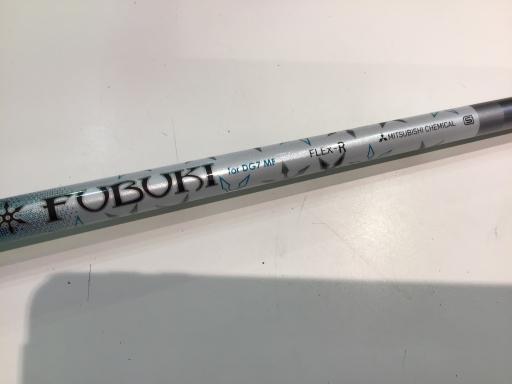 FUBUKI for DG7 MF FLEX-R MITSUBISHI CHEMICAL S